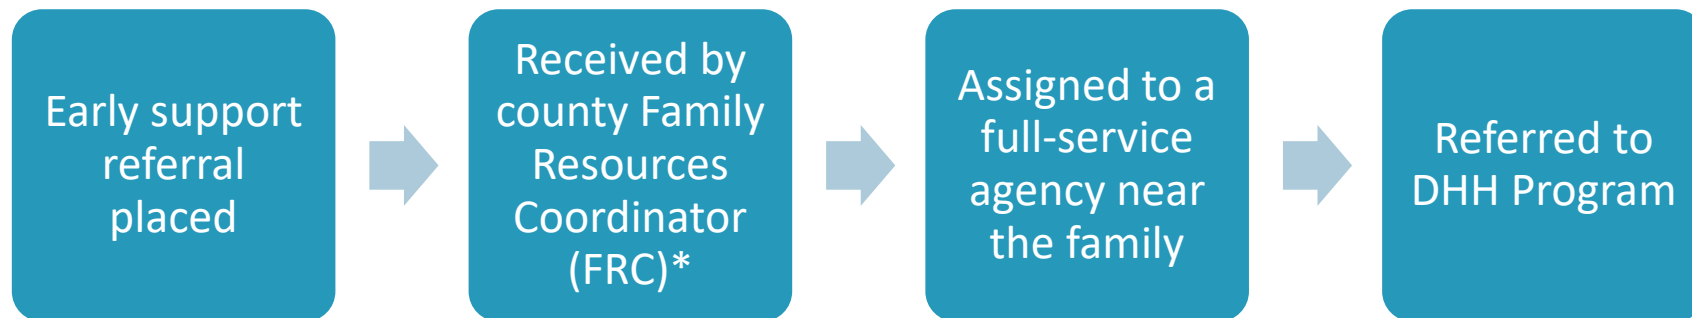 Early support
referral
placed
Received by
county Family
Resources
Coordinator
(FRC)*
Assigned to a
full-service
agency near
the family
Referred to
DHH Program